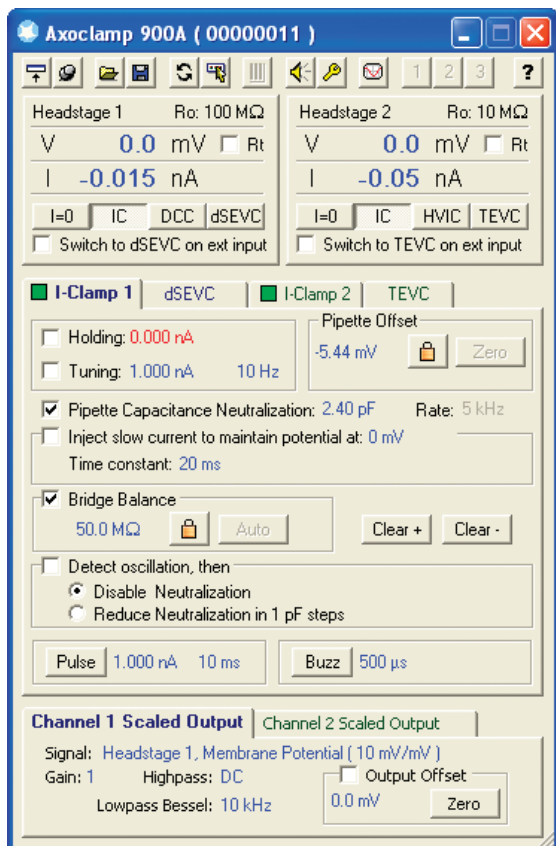 Axoclamp 900A ( 00000011 )
1 2 3 ?
Headstage 1 Ro: 100 MΩ
V 0.0 mV Rt
I -0.015 nA
I=0 IC DCC dSEVC
Switch to dSEVC on ext input
Headstage 2 Ro: 10 MΩ
V 0.0 mV Rt
I -0.05 nA
I=0 IC HVIC TEVC
Switch to TEVC on ext input
I-Clamp 1 dSEVC I-Clamp 2 TEVC
Holding: 0.000 nA
Tuning: 1.000 nA 10 Hz
Pipette Offset
-5.44 mV Zero
Pipette Capacitance Neutralization: 2.40 pF Rate: 5 kHz
Inject slow current to maintain potential at: 0 mV
Time constant: 20 ms
Bridge Balance
50.0 MΩ Auto Clear + Clear -
Detect oscillation, then
Disable Neutralization
Reduce Neutralization in 1 pF steps
Pulse 1.000 nA 10 ms Buzz 500 µs
Channel 1 Scaled Output Channel 2 Scaled Output
Signal: Headstage 1, Membrane Potential ( 10 mV/mV )
Gain: 1 Highpass: DC
Lowpass Bessel: 10 kHz
Output Offset
0.0 mV Zero